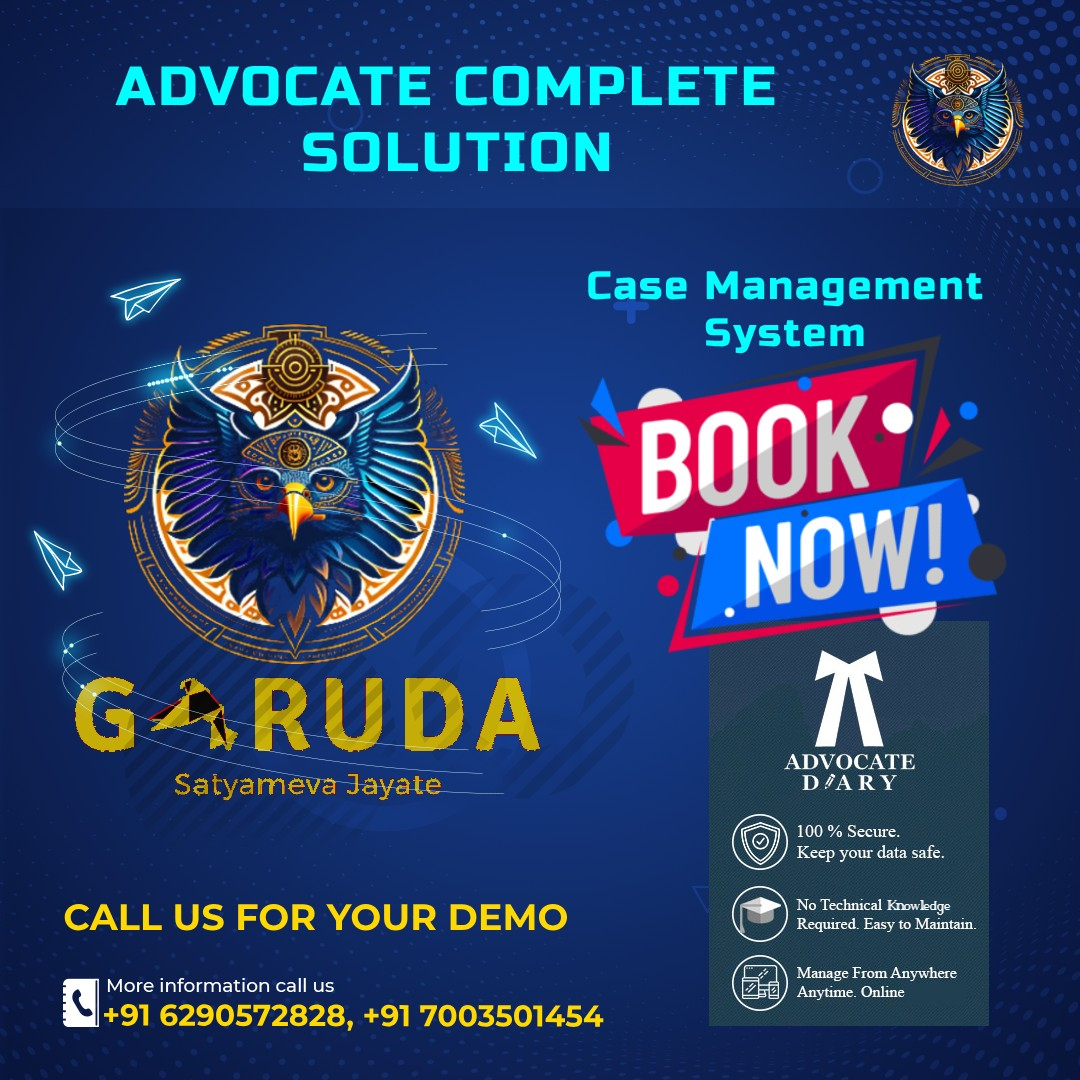 ADVOCATE COMPLETE
SOLUTION
Case Management
System
BOOK
NOW!
GARUDA
Satyameva Jayate
ADVOCATE
DIARY
100 % Secure.
Keep your data safe.
No Technical Knowledge
Required. Easy to Maintain.
Manage From Anywhere
Anytime. Online
CALL US FOR YOUR DEMO
More information call us
+91 6290572828, +91 7003501454